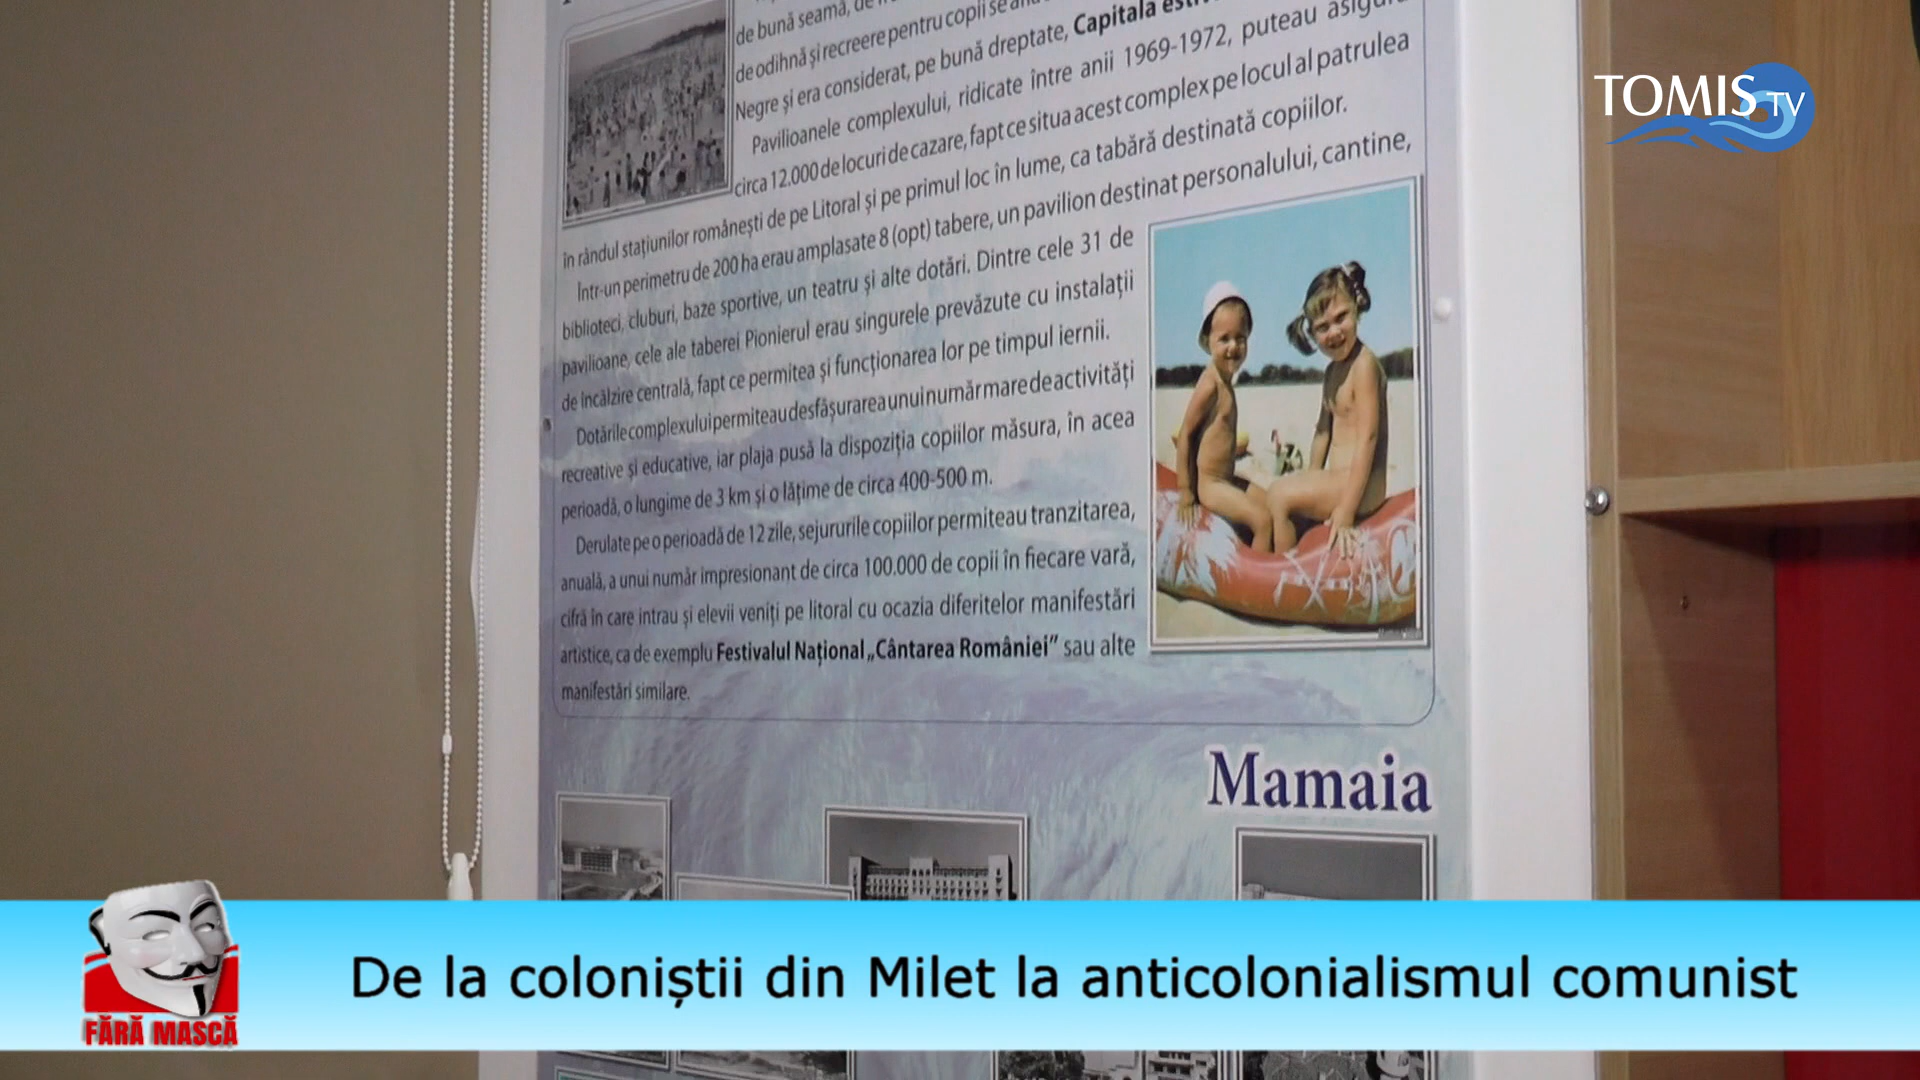 de bună seamă, de
de odihnă și recreere pentru copii se
Negre și era considerat, pe bună dreptate, Capitala
Pavilioanele complexului, ridicate între anii 1969-1972, puteau
circa 12.000 de locuri de cazare, fapt ce situa acest complex pe locul al patrulea
în rândul stațiunilor românești de pe Litoral și pe primul loc în lume, ca tabără destinată copiilor.
Într-un perimetru de 200 ha erau amplasate 8 (opt) tabere, un pavilion destinat personalului, cantine,
biblioteci, cluburi, baze sportive, un teatru și alte dotări. Dintre cele 31 de
pavilioane, cele ale taberei Pionierul erau singurele prevăzute cu instalații
de încălzire centrală, fapt ce permitea și funcționarea lor pe timpul iernii.
Dotările complexului permiteau desfășurarea unui număr mare de activități
recreative și educative, iar plaja pusă la dispoziția copiilor măsura, în acea
perioadă, o lungime de 3 km și o lățime de circa 400-500 m.
Derulate pe o perioadă de 12 zile, sejururile copiilor permiteau tranzitarea,
anuală, a unui număr impresionant de circa 100.000 de copii în fiecare vară,
cifră în care intrau și elevii veniți pe litoral cu ocazia diferitelor manifestări
artistice, ca de exemplu Festivalul Național „Cântarea României” sau alte
manifestări similare.
Mamaia
TOMIS TV
De la coloniștii din Milet la anticolonialismul comunist
FĂRĂ MASCĂ